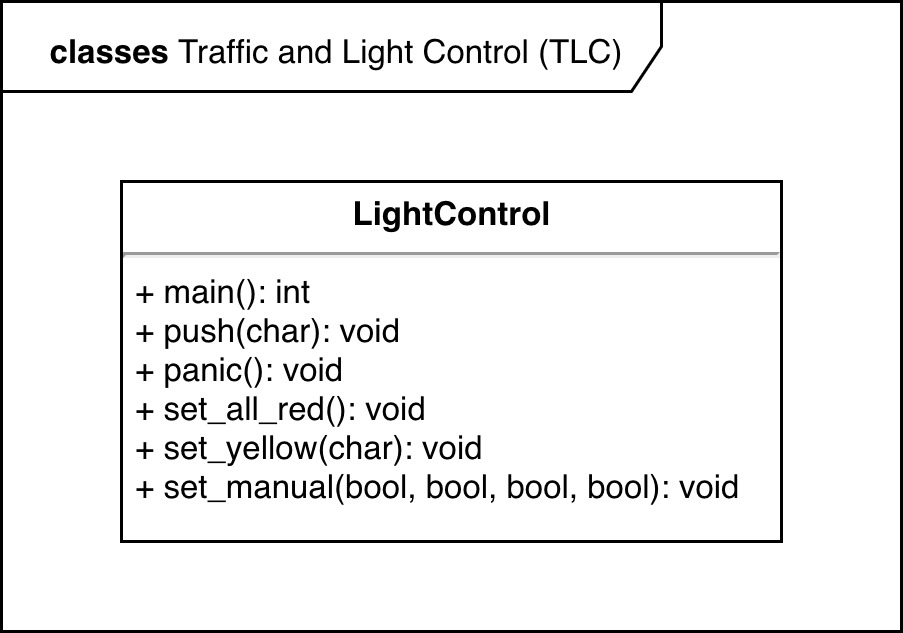 classes Traffic and Light Control (TLC)
LightControl
+ main(): int
+ push(char): void
+ panic(): void
+ set_all_red(): void
+ set_yellow(char): void
+ set_manual(bool, bool, bool, bool): void